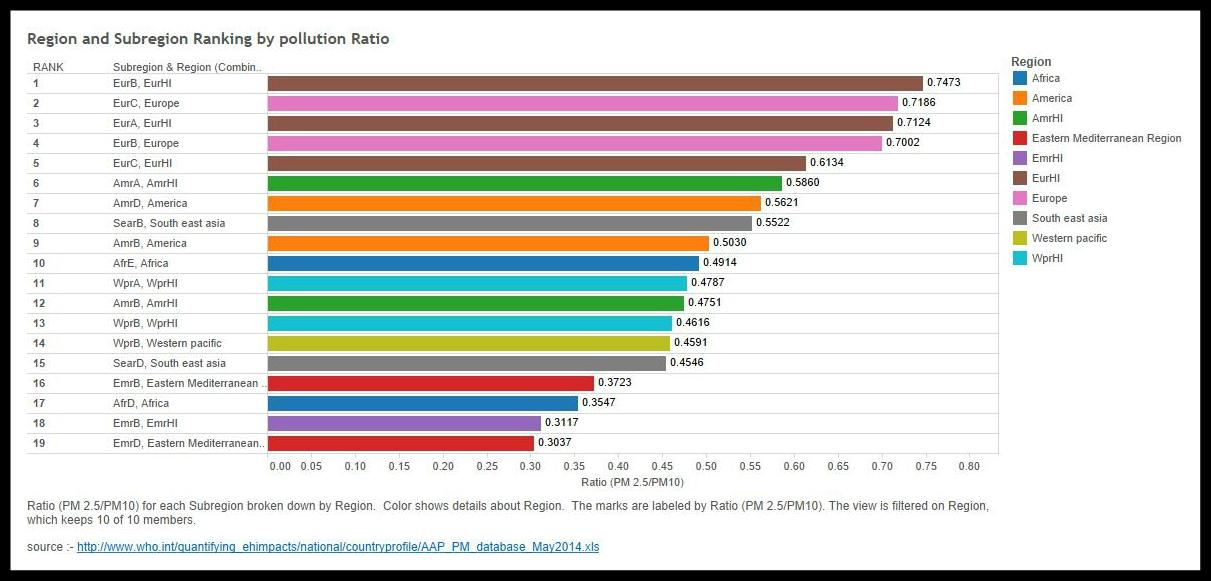 Region and Subregion Ranking by pollution Ratio
RANK Subregion & Region (Combin..
1 EurB, EurHI 0.7473
2 EurC, Europe 0.7186
3 EurA, EurHI 0.7124
4 EurB, Europe 0.7002
5 EurC, EurHI 0.6134
6 AmrA, AmrHI 0.5860
7 AmrD, America 0.5621
8 SearB, South east asia 0.5522
9 AmrB, America 0.5030
10 AfrE, Africa 0.4914
11 WprA, WprHI 0.4787
12 AmrB, AmrHI 0.4751
13 WprB, WprHI 0.4616
14 WprB, Western pacific 0.4591
15 SearD, South east asia 0.4546
16 EmrB, Eastern Mediterranean .. 0.3723
17 AfrD, Africa 0.3547
18 EmrB, EmrHI 0.3117
19 EmrD, Eastern Mediterranean.. 0.3037
0.00 0.05 0.10 0.15 0.20 0.25 0.30 0.35 0.40 0.45 0.50 0.55 0.60 0.65 0.70 0.75 0.80
Ratio (PM 2.5/PM10)
Region
Africa
America
AmrHI
Eastern Mediterranean Region
EmrHI
EurHI
Europe
South east asia
Western pacific
WprHI
Ratio (PM 2.5/PM10) for each Subregion broken down by Region. Color shows details about Region. The marks are labeled by Ratio (PM 2.5/PM10). The view is filtered on Region,
which keeps 10 of 10 members.
source :- http://www.who.int/quantifying_ehimpacts/national/countryprofile/AAP_PM_database_May2014.xls